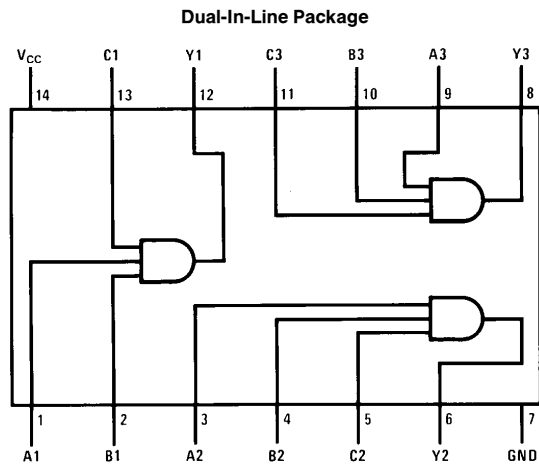 Dual-In-Line Package
VCC C1 Y1 C3 B3 A3 Y3
14 13 12 11 10 9 8
1 2 3 4 5 6 7
A1 B1 A2 B2 C2 Y2 GND